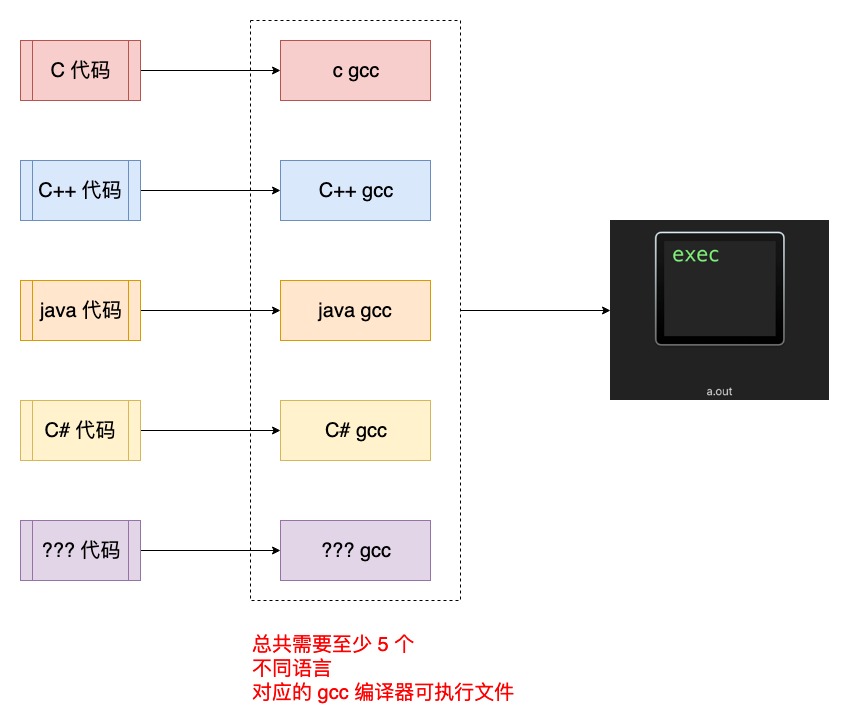 C 代码
c gcc
C++ 代码
C++ gcc
exec
java 代码
java gcc
a.out
C# 代码
C# gcc
??? 代码
??? gcc
总共需要至少 5 个
不同语言
对应的 gcc 编译器可执行文件